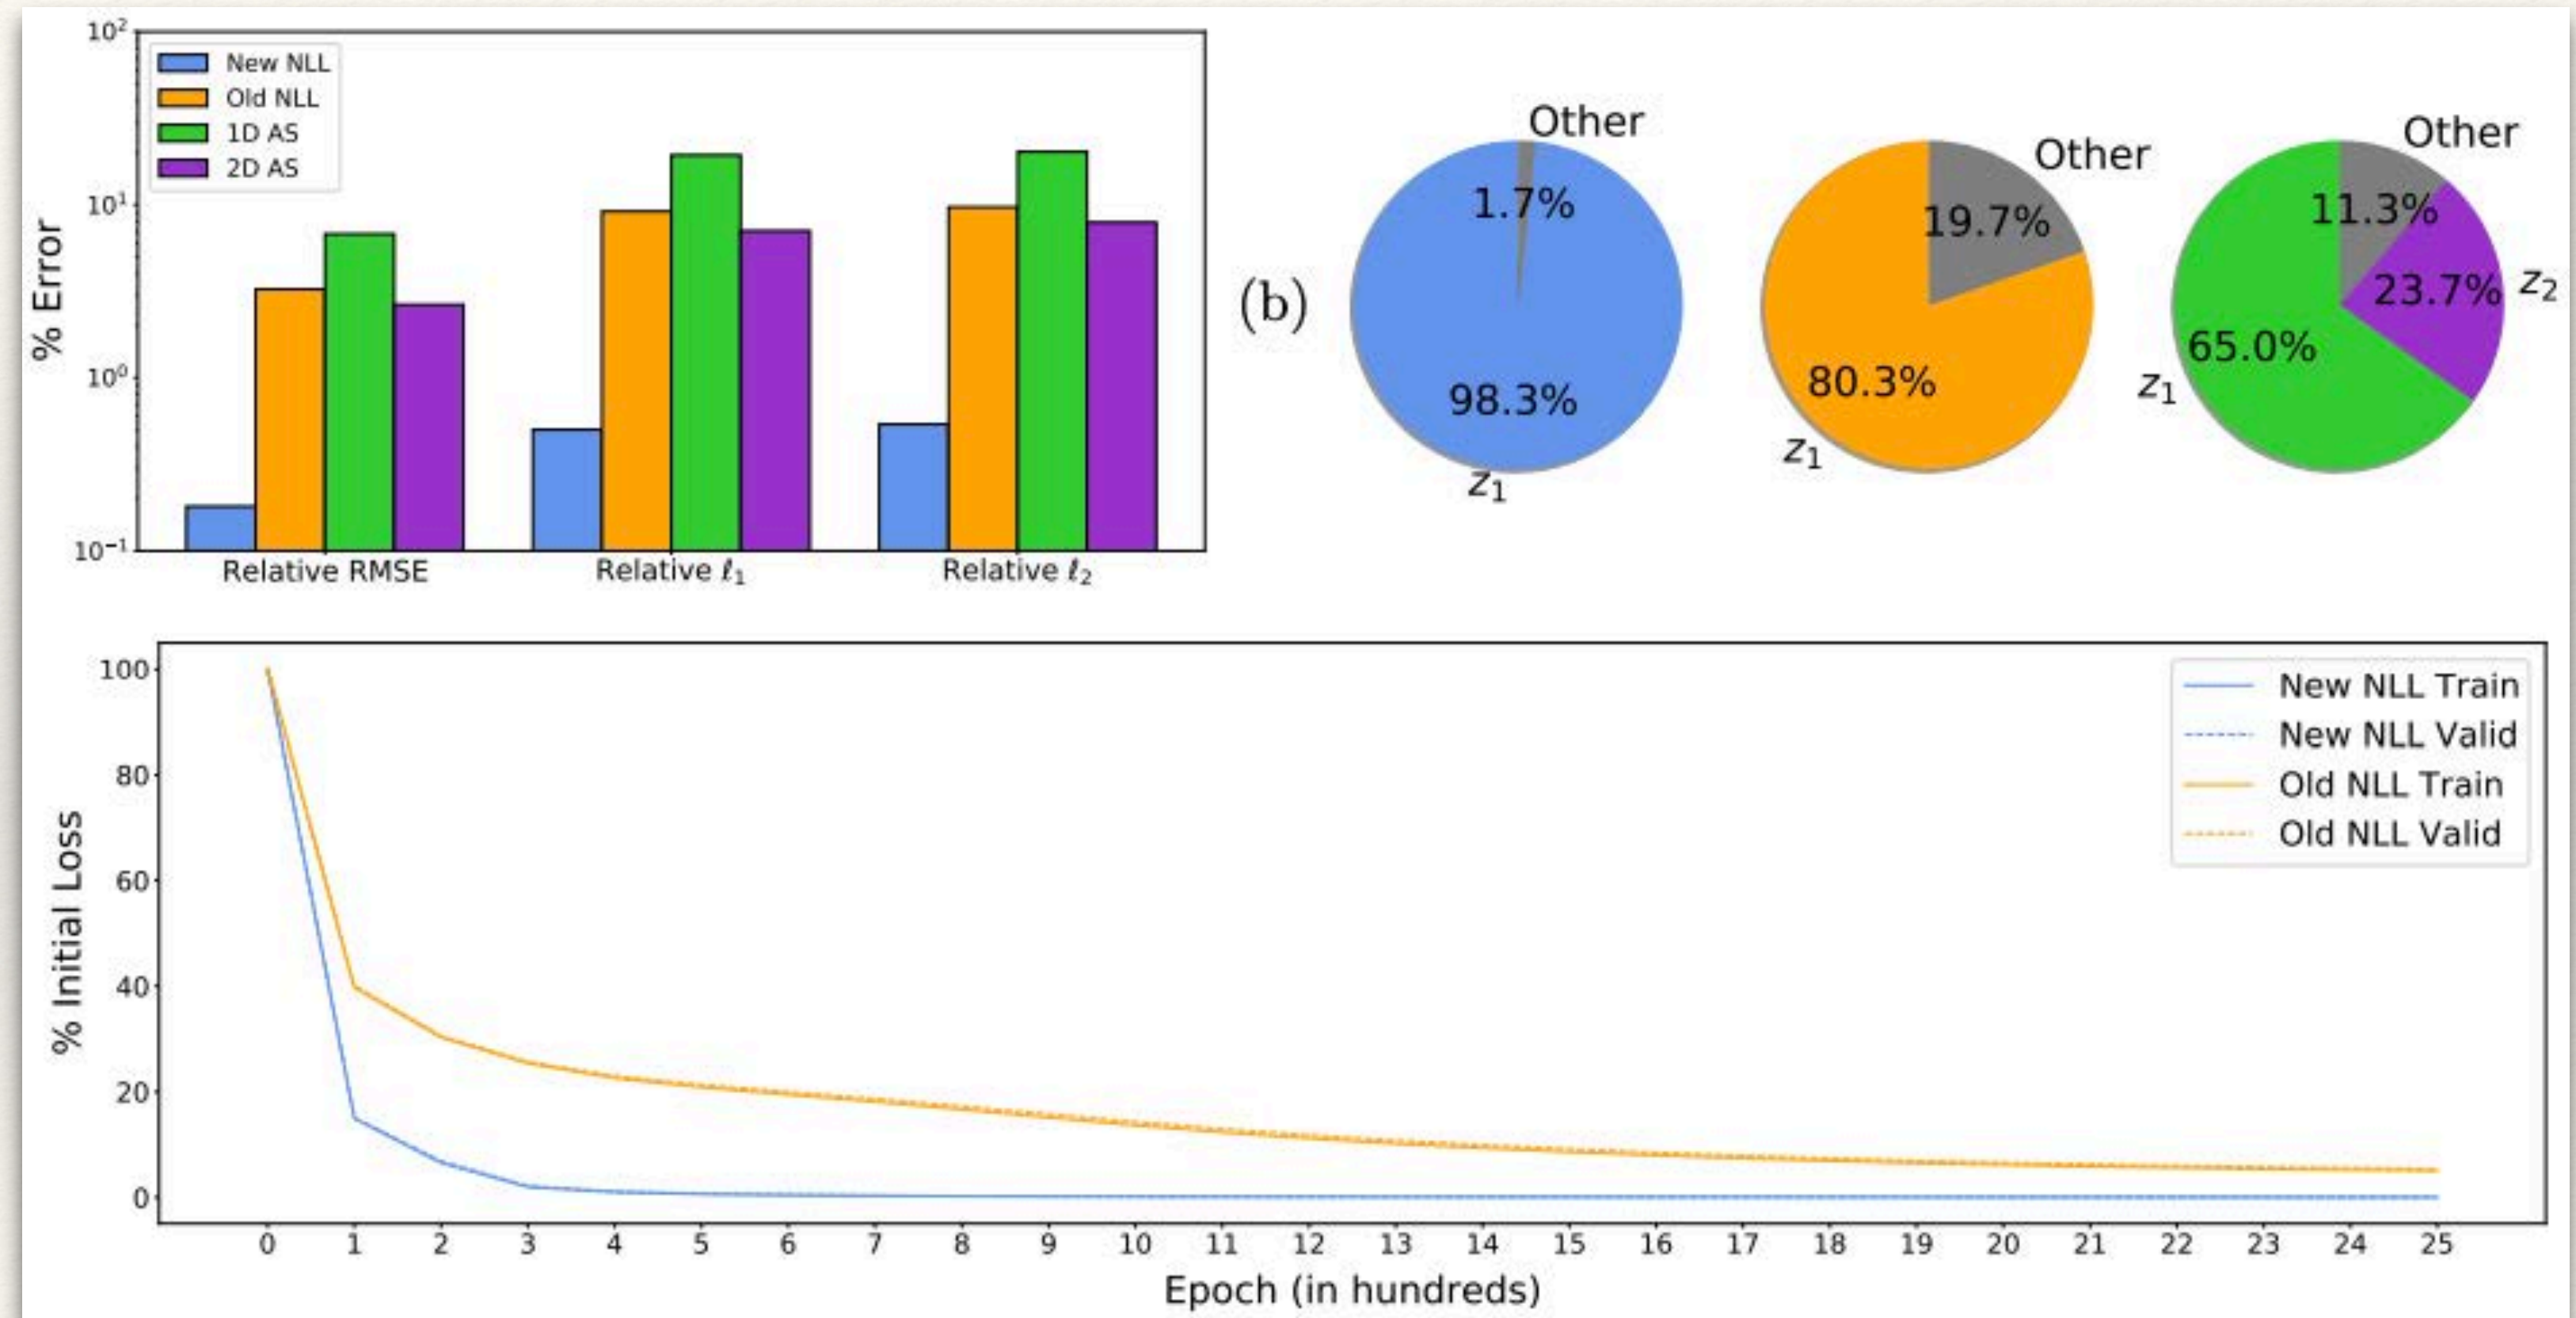 10²
10¹
10⁰
10⁻¹
% Error
New NLL
Old NLL
1D AS
2D AS
Relative RMSE
Relative ℓ₁
Relative ℓ₂
(b)
Other
1.7%
98.3%
z₁
Other
19.7%
80.3%
z₁
Other
11.3%
23.7%
z₂
65.0%
z₁
100
80
60
40
20
0
% Initial Loss
New NLL Train
New NLL Valid
Old NLL Train
Old NLL Valid
0 1 2 3 4 5 6 7 8 9 10 11 12 13 14 15 16 17 18 19 20 21 22 23 24 25
Epoch (in hundreds)